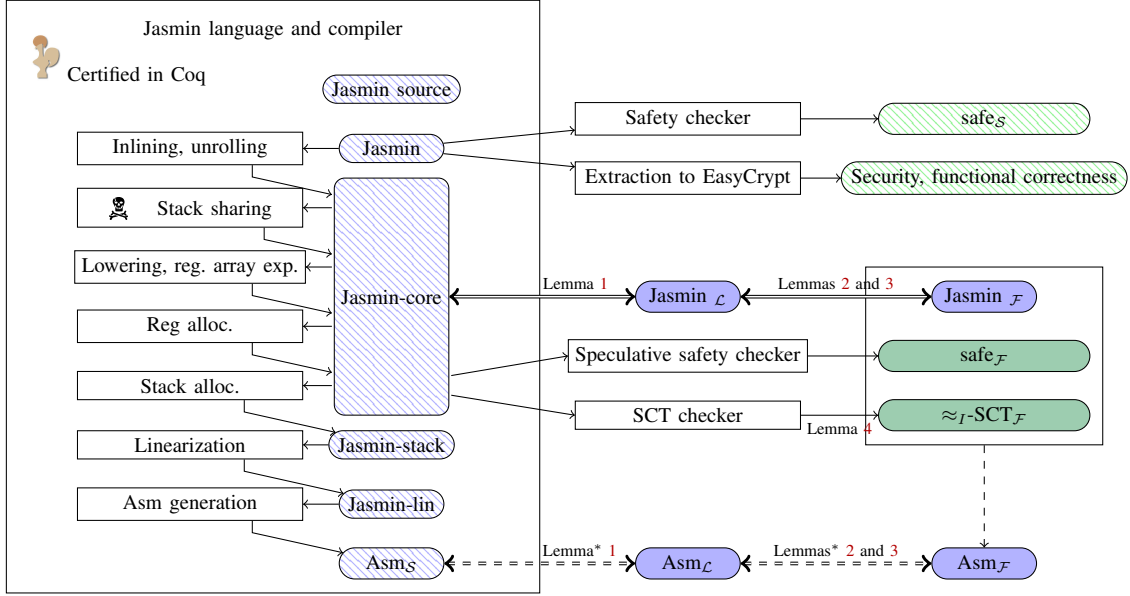 Jasmin language and compiler
Certified in Coq
Jasmin source
Safety checker
safe𝒮
Inlining, unrolling
Jasmin
Extraction to EasyCrypt
Security, functional correctness
Stack sharing
Lowering, reg. array exp.
Jasmin-core
Lemma 1
Jasmin ℒ
Lemmas 2 and 3
Jasmin ℱ
Reg alloc.
Speculative safety checker
safeℱ
Stack alloc.
SCT checker
Lemma 4
≈I-SCTℱ
Linearization
Jasmin-stack
Asm generation
Jasmin-lin
Asm𝒮
Lemma* 1
Asmℒ
Lemmas* 2 and 3
Asmℱ